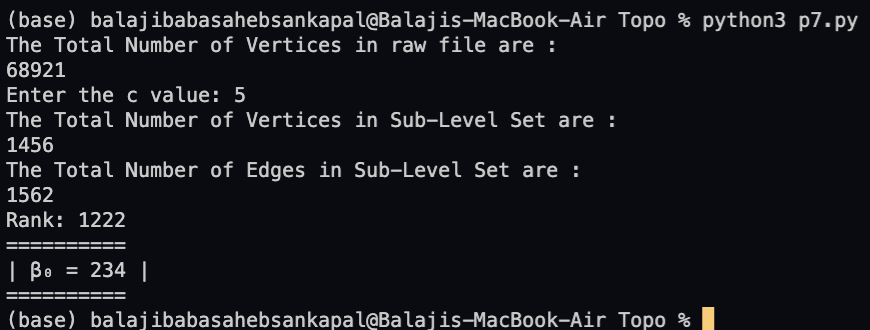 (base) balajibabasahebsankapal@Balajis-MacBook-Air Topo % python3 p7.py
The Total Number of Vertices in raw file are :
68921
Enter the c value: 5
The Total Number of Vertices in Sub-Level Set are :
1456
The Total Number of Edges in Sub-Level Set are :
1562
Rank: 1222
==========
| β₀ = 234 |
==========
(base) balajibabasahebsankapal@Balajis-MacBook-Air Topo %